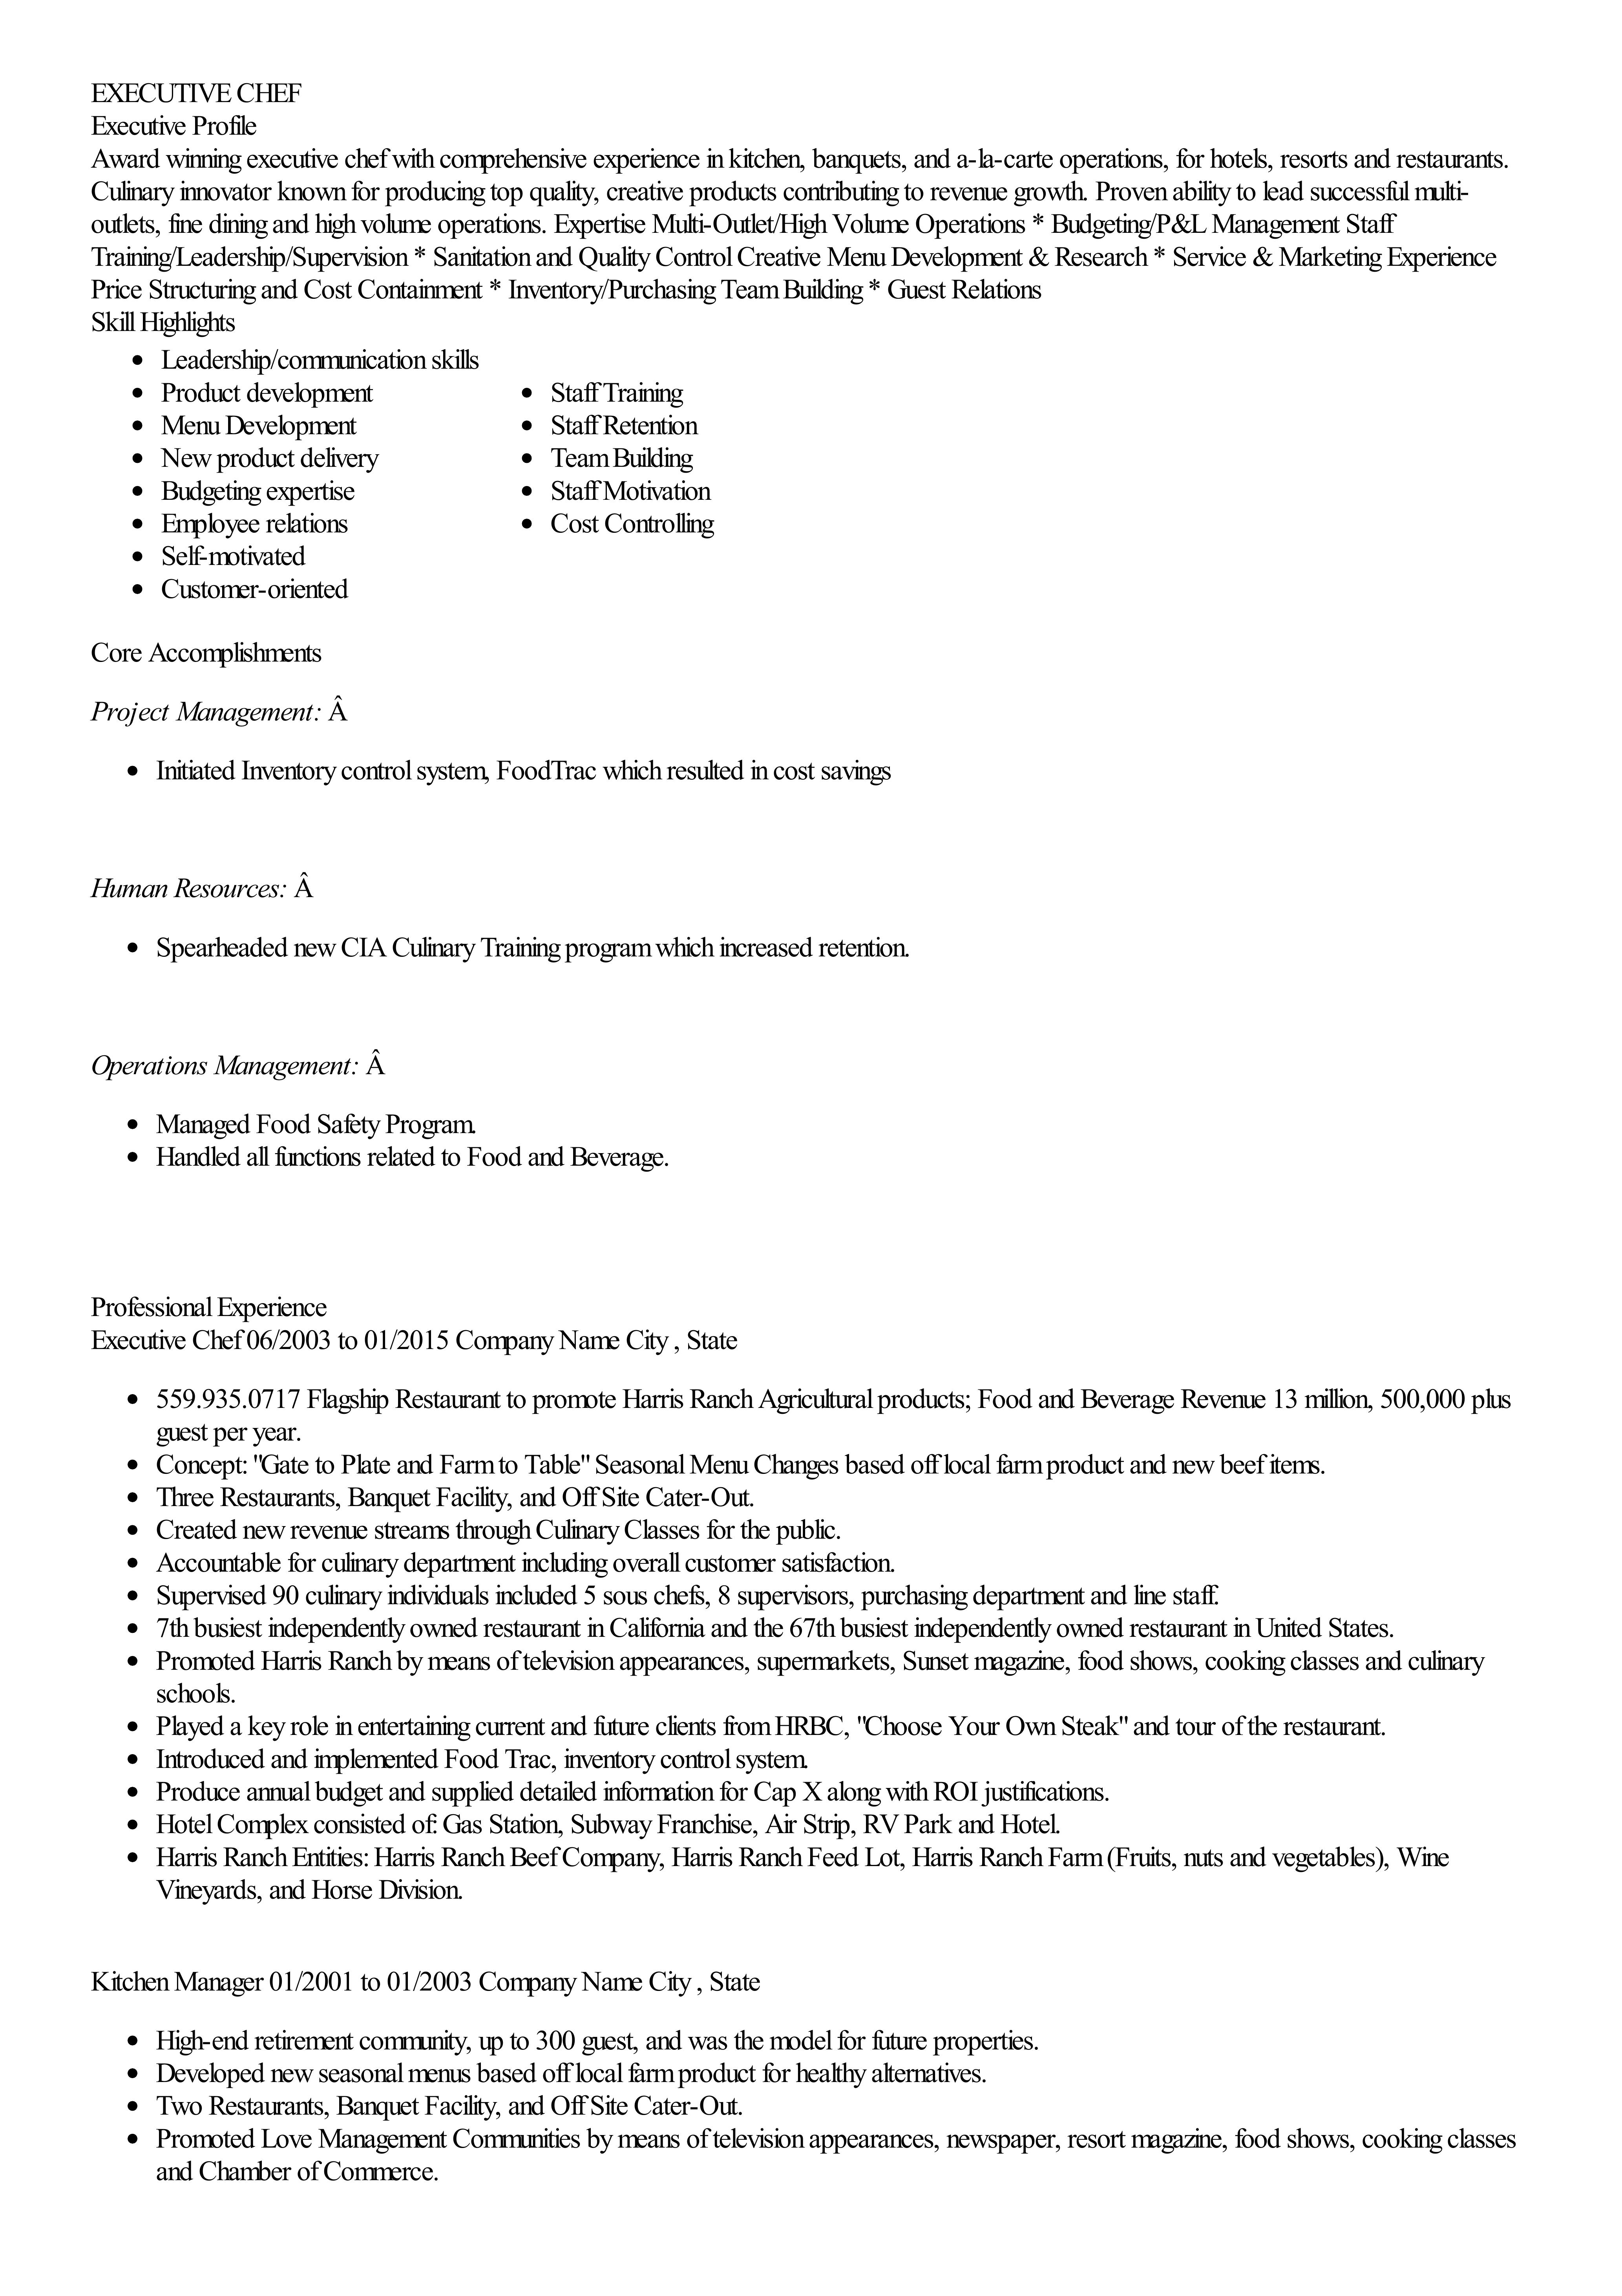 EXECUTIVE CHEF
Executive Profile
Award winning executive chef with comprehensive experience in kitchen, banquets, and a-la-carte operations, for hotels, resorts and restaurants.
Culinary innovator known for producing top quality, creative products contributing to revenue growth. Proven ability to lead successful multi-
outlets, fine dining and high volume operations. Expertise Multi-Outlet/High Volume Operations * Budgeting/P&L Management Staff
Training/Leadership/Supervision * Sanitation and Quality Control Creative Menu Development & Research * Service & Marketing Experience
Price Structuring and Cost Containment * Inventory/Purchasing Team Building * Guest Relations
Skill Highlights
• Leadership/communication skills
• Product development
• Menu Development
• New product delivery
• Budgeting expertise
• Employee relations
• Self-motivated
• Customer-oriented
• Staff Training
• Staff Retention
• Team Building
• Staff Motivation
• Cost Controlling
Core Accomplishments
Project Management: Â
• Initiated Inventory control system, FoodTrac which resulted in cost savings
Human Resources: Â
• Spearheaded new CIA Culinary Training program which increased retention.
Operations Management: Â
• Managed Food Safety Program.
• Handled all functions related to Food and Beverage.
Professional Experience
Executive Chef 06/2003 to 01/2015 Company Name City , State
• 559.935.0717 Flagship Restaurant to promote Harris Ranch Agricultural products; Food and Beverage Revenue 13 million, 500,000 plus
guest per year.
• Concept: "Gate to Plate and Farm to Table" Seasonal Menu Changes based off local farm product and new beef items.
• Three Restaurants, Banquet Facility, and Off Site Cater-Out.
• Created new revenue streams through Culinary Classes for the public.
• Accountable for culinary department including overall customer satisfaction.
• Supervised 90 culinary individuals included 5 sous chefs, 8 supervisors, purchasing department and line staff.
• 7th busiest independently owned restaurant in California and the 67th busiest independently owned restaurant in United States.
• Promoted Harris Ranch by means of television appearances, supermarkets, Sunset magazine, food shows, cooking classes and culinary
schools.
• Played a key role in entertaining current and future clients from HRBC, "Choose Your Own Steak" and tour of the restaurant.
• Introduced and implemented Food Trac, inventory control system.
• Produce annual budget and supplied detailed information for Cap X along with ROI justifications.
• Hotel Complex consisted of: Gas Station, Subway Franchise, Air Strip, RV Park and Hotel.
• Harris Ranch Entities: Harris Ranch Beef Company, Harris Ranch Feed Lot, Harris Ranch Farm (Fruits, nuts and vegetables), Wine
Vineyards, and Horse Division.
Kitchen Manager 01/2001 to 01/2003 Company Name City , State
• High-end retirement community, up to 300 guest, and was the model for future properties.
• Developed new seasonal menus based off local farm product for healthy alternatives.
• Two Restaurants, Banquet Facility, and Off Site Cater-Out.
• Promoted Love Management Communities by means of television appearances, newspaper, resort magazine, food shows, cooking classes
and Chamber of Commerce.